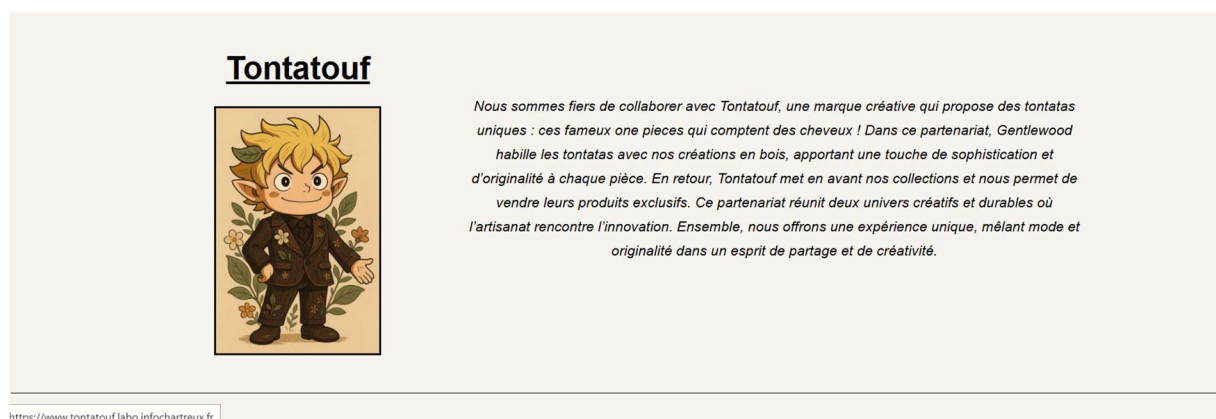 Tontatouf
Nous sommes fiers de collaborer avec Tontatouf, une marque créative qui propose des tontatas
uniques : ces fameux one pieces qui comptent des cheveux ! Dans ce partenariat, Gentlewood
habille les tontatas avec nos créations en bois, apportant une touche de sophistication et
d’originalité à chaque pièce. En retour, Tontatouf met en avant nos collections et nous permet de
vendre leurs produits exclusifs. Ce partenariat réunit deux univers créatifs et durables où
l’artisanat rencontre l’innovation. Ensemble, nous offrons une expérience unique, mêlant mode et
originalité dans un esprit de partage et de créativité.
https://www.tontatouf.labo.infochartreux.fr